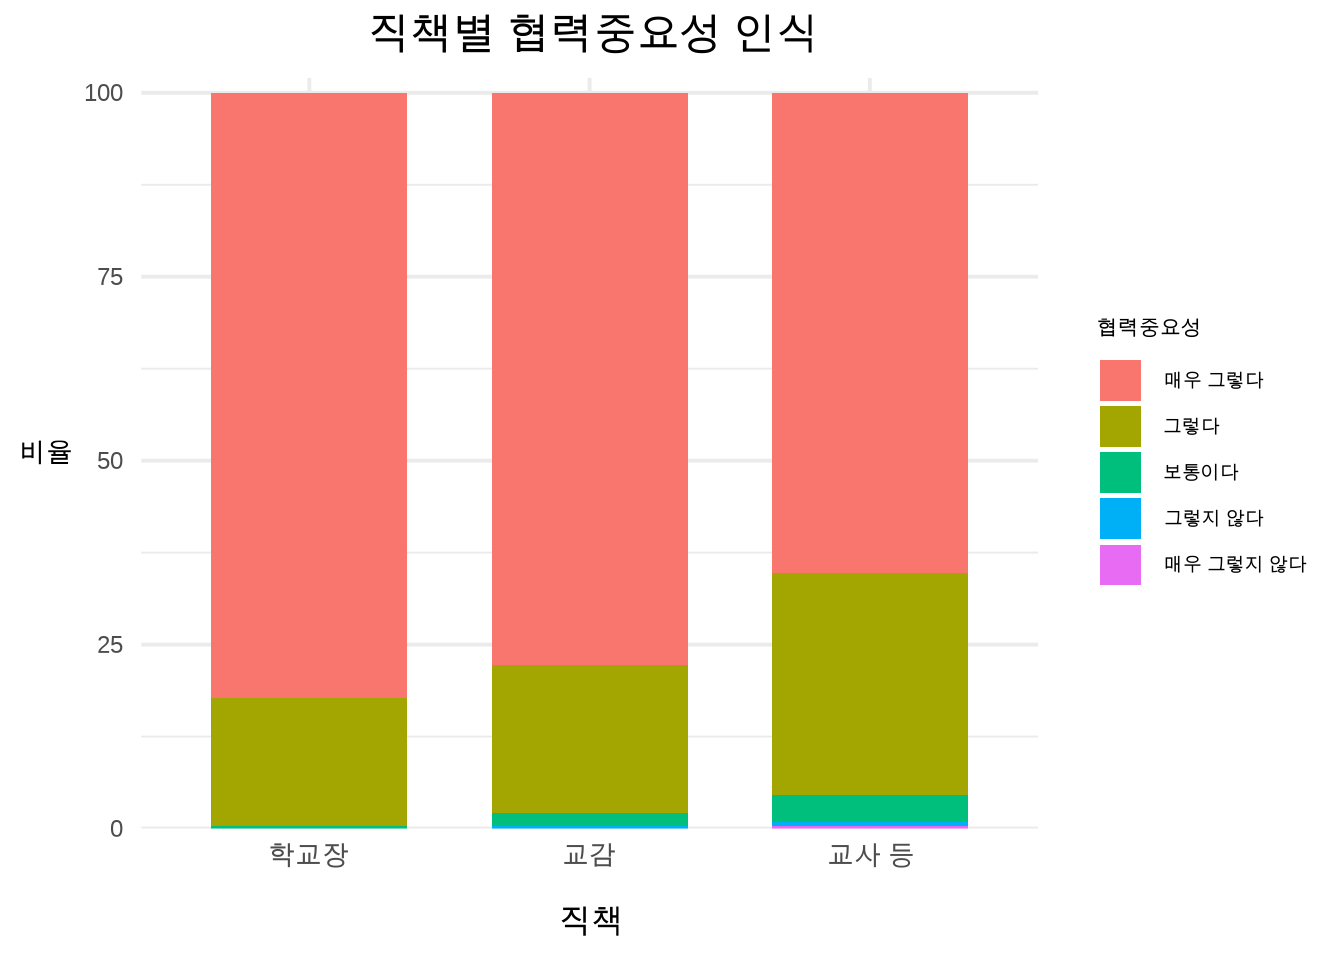 직책별 협력중요성 인식
100
75
50
25
0
비율
학교장
교감
교사 등
직책
협력중요성
매우 그렇다
그렇다
보통이다
그렇지 않다
매우 그렇지 않다